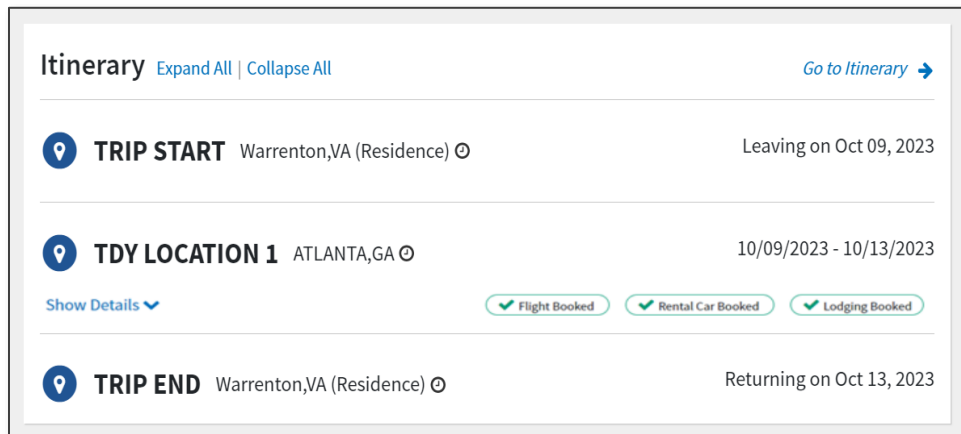 Itinerary Expand All | Collapse All Go to Itinerary
TRIP START Warrenton,VA (Residence) Leaving on Oct 09, 2023
TDY LOCATION 1 ATLANTA,GA 10/09/2023 - 10/13/2023
Show Details Flight Booked Rental Car Booked Lodging Booked
TRIP END Warrenton,VA (Residence) Returning on Oct 13, 2023